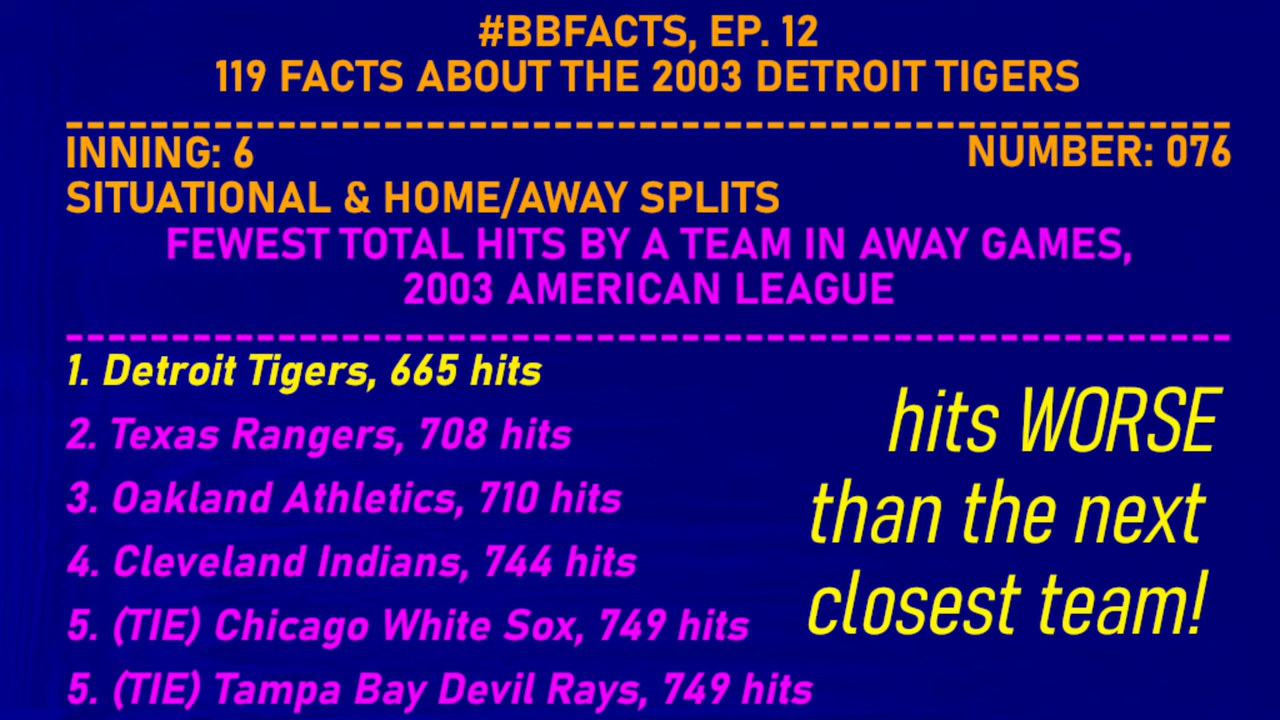 #BBFACTS, EP. 12
119 FACTS ABOUT THE 2003 DETROIT TIGERS
INNING: 6
NUMBER: 076
SITUATIONAL & HOME/AWAY SPLITS
FEWEST TOTAL HITS BY A TEAM IN AWAY GAMES,
2003 AMERICAN LEAGUE
1. Detroit Tigers, 665 hits
2. Texas Rangers, 708 hits
3. Oakland Athletics, 710 hits
4. Cleveland Indians, 744 hits
5. (TIE) Chicago White Sox, 749 hits
5. (TIE) Tampa Bay Devil Rays, 749 hits
hits WORSE
than the next
closest team!